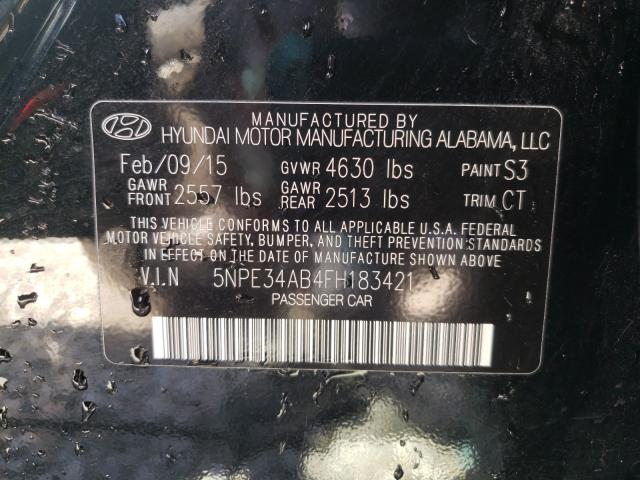 MANUFACTURED BY
HYUNDAI MOTOR MANUFACTURING ALABAMA, LLC
Feb/09/15 GVWR 4630 lbs PAINT S3
GAWR FRONT 2557 lbs GAWR REAR 2513 lbs TRIM CT
THIS VEHICLE CONFORMS TO ALL APPLICABLE U.S.A. FEDERAL
MOTOR VEHICLE SAFETY, BUMPER, AND THEFT PREVENTION STANDARDS
IN EFFECT ON THE DATE OF MANUFACTURE SHOWN ABOVE.
V.I.N 5NPE34AB4FH183421
PASSENGER CAR